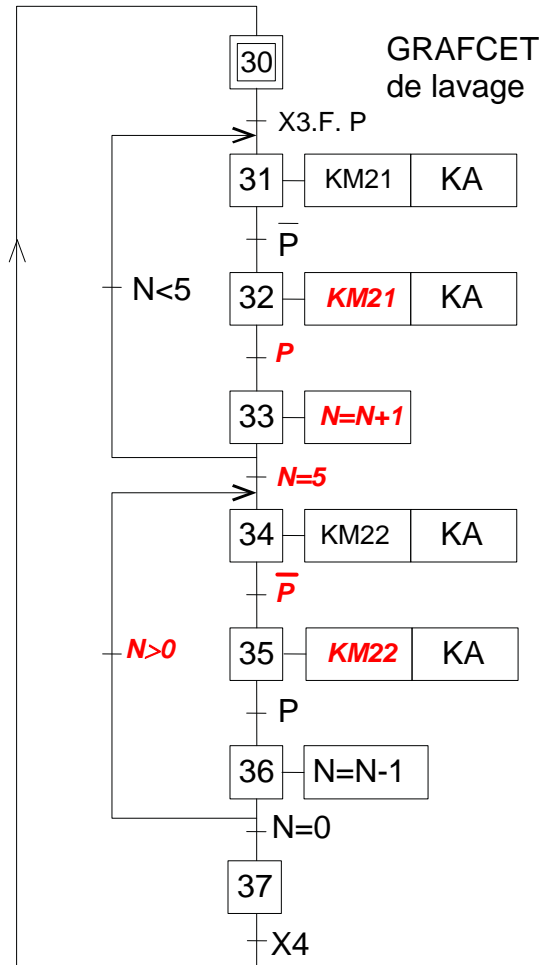 GRAFCET
de lavage
30
X3.F. P
31 KM21 KA
P̅
N<5
32 KM21 KA
P
33 N=N+1
N=5
34 KM22 KA
P̅
N>0
35 KM22 KA
P
36 N=N-1
N=0
37
X4